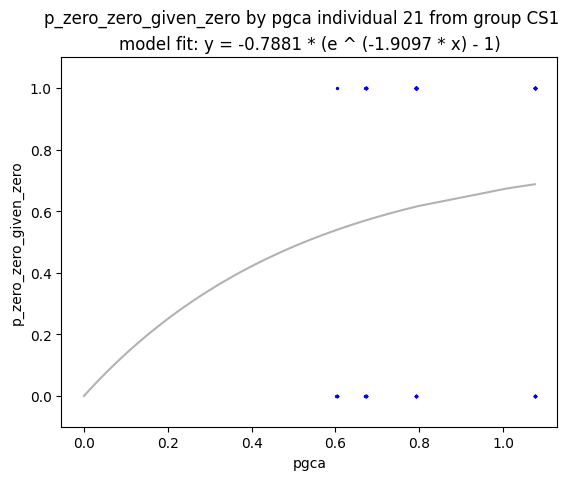 p_zero_zero_given_zero by pgca individual 21 from group CS1
model fit: y = -0.7881 * (e ^ (-1.9097 * x) - 1)
1.0
0.8
0.6
0.4
0.2
0.0
p_zero_zero_given_zero
0.0 0.2 0.4 0.6 0.8 1.0
pgca